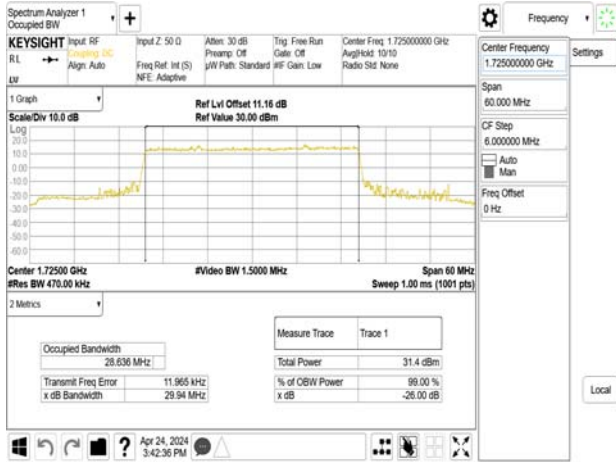 Spectrum Analyzer 1
Occupied BW
+
Frequency
KEYSIGHT
RL
LXI
Input: RF
Coupling: DC
Align: Auto
Input Z: 50 Ω
Freq Ref: Int (S)
NFE: Adaptive
Atten: 30 dB
Preamp: Off
µW Path: Standard
Trig: Free Run
Gate: Off
#IF Gain: Low
Center Freq: 1.725000000 GHz
Avg|Hold: 10/10
Radio Std: None
Center Frequency
1.725000000 GHz
Settings
Span
60.000 MHz
CF Step
6.000000 MHz
Auto
Man
Freq Offset
0 Hz
Local
1 Graph
Scale/Div 10.0 dB
Ref Lvl Offset 11.16 dB
Ref Value 30.00 dBm
Log
20.0
10.0
0.00
-10.0
-20.0
-30.0
-40.0
-50.0
-60.0
Center 1.72500 GHz
#Video BW 1.5000 MHz
Span 60 MHz
#Res BW 470.00 kHz
Sweep 1.00 ms (1001 pts)
2 Metrics
Measure Trace
Trace 1
Occupied Bandwidth
28.636 MHz
Total Power
31.4 dBm
Transmit Freq Error
11.965 kHz
% of OBW Power
99.00 %
x dB Bandwidth
29.94 MHz
x dB
-26.00 dB
?
Apr 24, 2024
3:42:36 PM